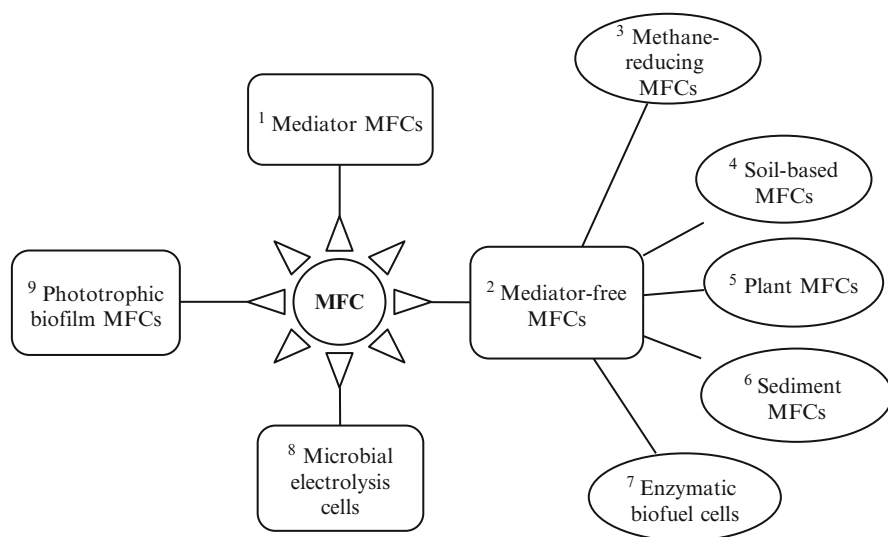 ¹ Mediator MFCs
² Mediator-free
MFCs
³ Methane-
reducing
MFCs
⁴ Soil-based
MFCs
⁵ Plant MFCs
⁶ Sediment
MFCs
⁷ Enzymatic
biofuel cells
⁸ Microbial
electrolysis
cells
⁹ Phototrophic
biofilm MFCs
MFC